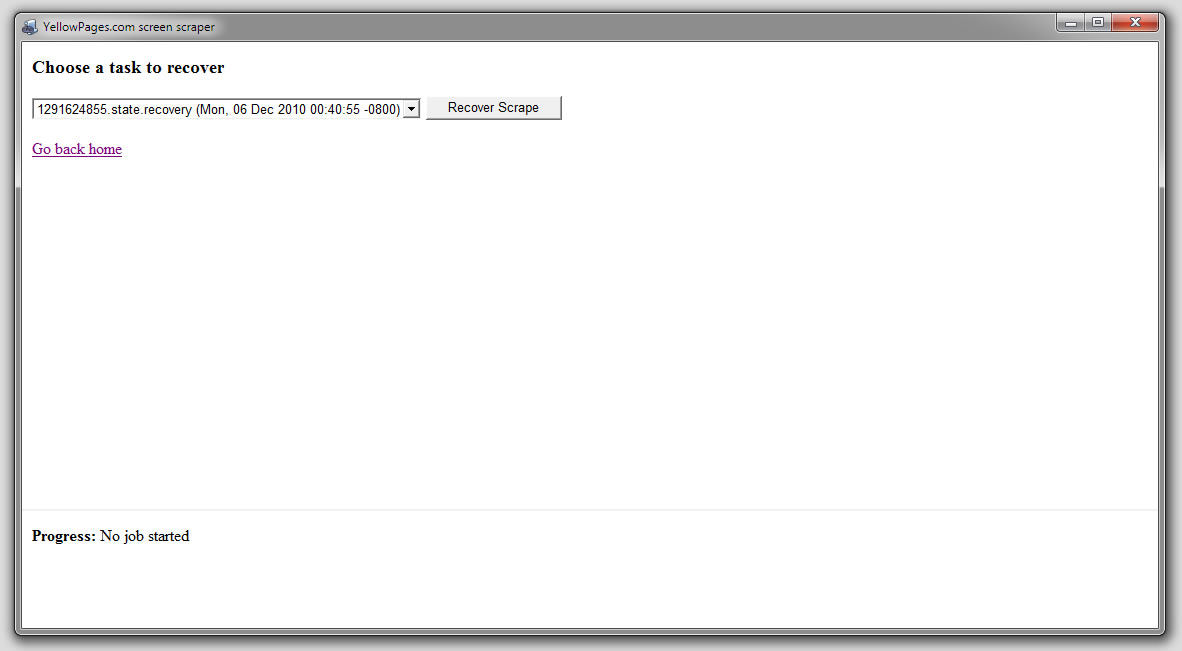 YellowPages.com screen scraper
Choose a task to recover
1291624855.state.recovery (Mon, 06 Dec 2010 00:40:55 -0800) Recover Scrape
Go back home
Progress: No job started